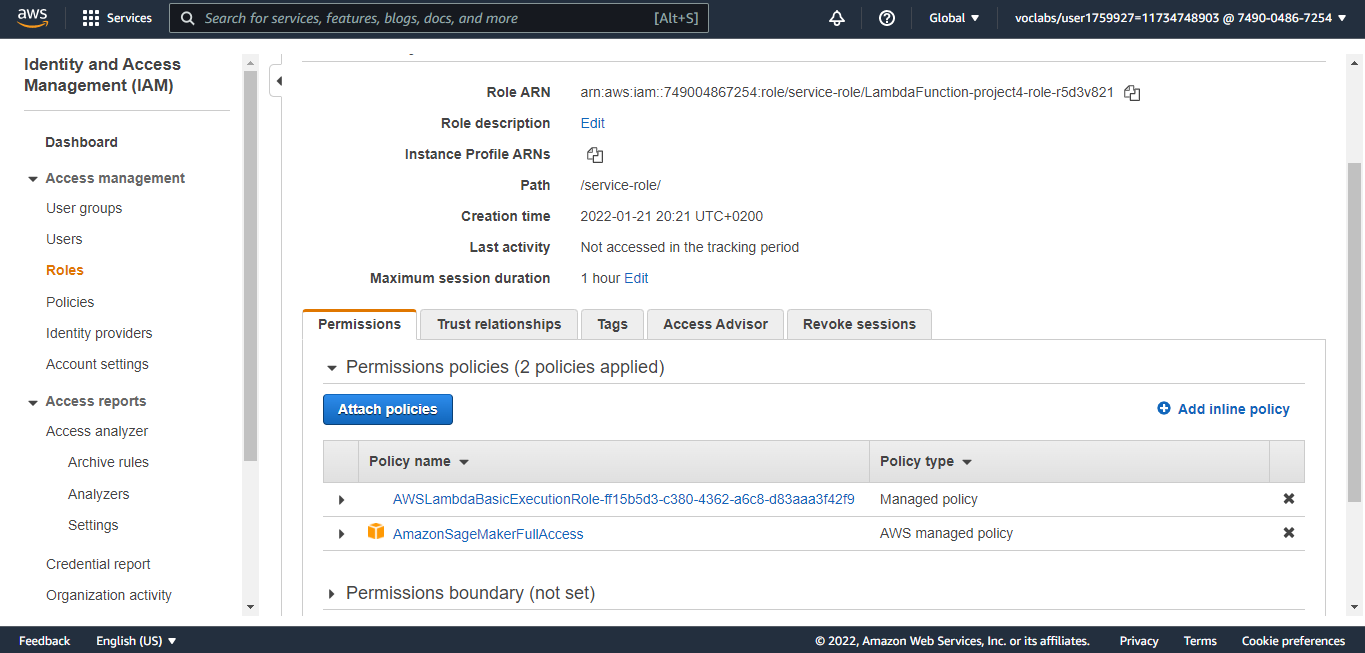 aws
Services
Search for services, features, blogs, docs, and more
[Alt+S]
Global
voclabs/user1759927=11734748903 @ 7490-0486-7254
Identity and Access
Management (IAM)
Dashboard
Access management
User groups
Users
Roles
Policies
Identity providers
Account settings
Access reports
Access analyzer
Archive rules
Analyzers
Settings
Credential report
Organization activity
Role ARN arn:aws:iam::749004867254:role/service-role/LambdaFunction-project4-role-r5d3v821
Role description Edit
Instance Profile ARNs
Path /service-role/
Creation time 2022-01-21 20:21 UTC+0200
Last activity Not accessed in the tracking period
Maximum session duration 1 hour Edit
Permissions Trust relationships Tags Access Advisor Revoke sessions
Permissions policies (2 policies applied)
Attach policies Add inline policy
Policy name Policy type
AWSLambdaBasicExecutionRole-ff15b5d3-c380-4362-a6c8-d83aaa3f42f9 Managed policy
AmazonSageMakerFullAccess AWS managed policy
Permissions boundary (not set)
Feedback English (US) © 2022, Amazon Web Services, Inc. or its affiliates. Privacy Terms Cookie preferences